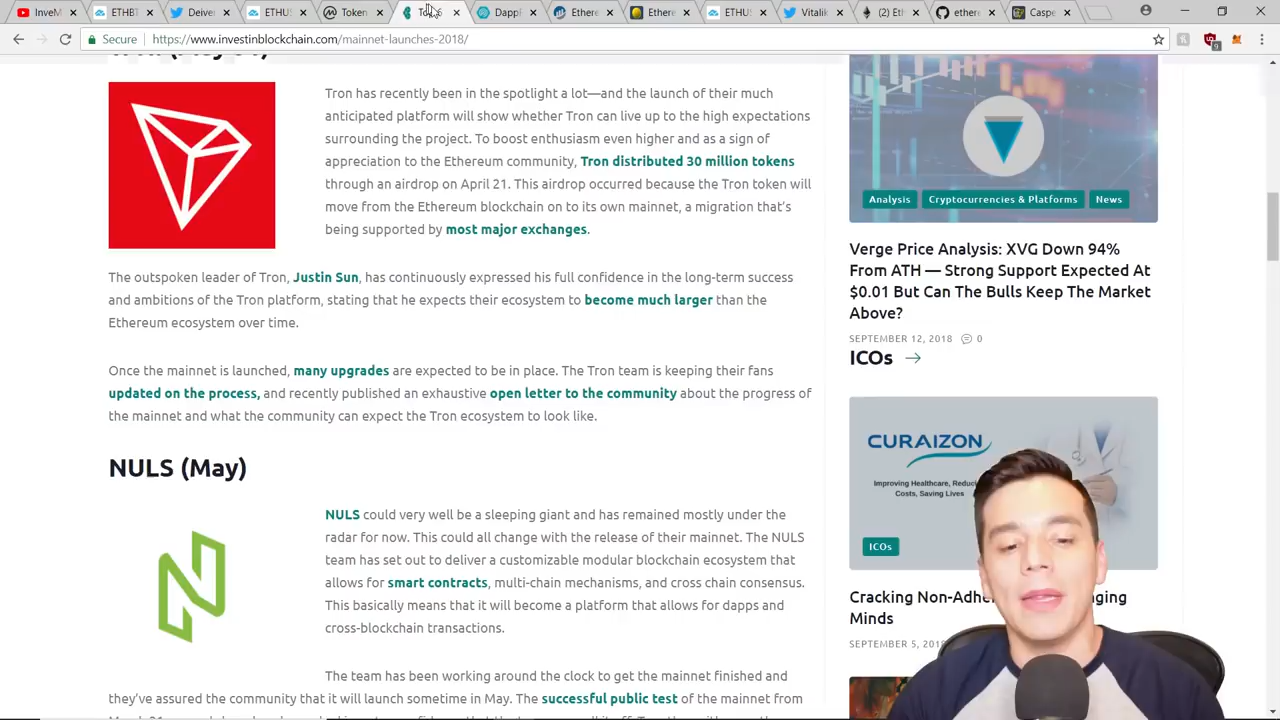 InveM
ETHBT
Deliver
ETHUS
Token
To
S
DappR
Ethere
Ethere
ETHUS
Vitalik
(2) Eth
ethere
Caspe
Secure
https://www.investinblockchain.com/mainnet-launches-2018/
9
Tron has recently been in the spotlight a lot—and the launch of their much
anticipated platform will show whether Tron can live up to the high expectations
surrounding the project. To boost enthusiasm even higher and as a sign of
appreciation to the Ethereum community, Tron distributed 30 million tokens
through an airdrop on April 21. This airdrop occurred because the Tron token will
move from the Ethereum blockchain on to its own mainnet, a migration that's
being supported by most major exchanges.
The outspoken leader of Tron, Justin Sun, has continuously expressed his full confidence in the long-term success
and ambitions of the Tron platform, stating that he expects their ecosystem to become much larger than the
Ethereum ecosystem over time.
Once the mainnet is launched, many upgrades are expected to be in place. The Tron team is keeping their fans
updated on the process, and recently published an exhaustive open letter to the community about the progress of
the mainnet and what the community can expect the Tron ecosystem to look like.
NULS (May)
NULS could very well be a sleeping giant and has remained mostly under the
radar for now. This could all change with the release of their mainnet. The NULS
team has set out to deliver a customizable modular blockchain ecosystem that
allows for smart contracts, multi-chain mechanisms, and cross chain consensus.
This basically means that it will become a platform that allows for dapps and
cross-blockchain transactions.
The team has been working around the clock to get the mainnet finished and
they've assured the community that it will launch sometime in May. The successful public test of the mainnet from
Analysis
Cryptocurrencies & Platforms
News
Verge Price Analysis: XVG Down 94%
From ATH — Strong Support Expected At
$0.01 But Can The Bulls Keep The Market
Above?
SEPTEMBER 12, 2018 0
ICOs
CURAIZON
Improving Healthcare, Reduc
Costs, Saving Lives
ICOs
Cracking Non-Adhe ging
Minds
SEPTEMBER 5, 2018